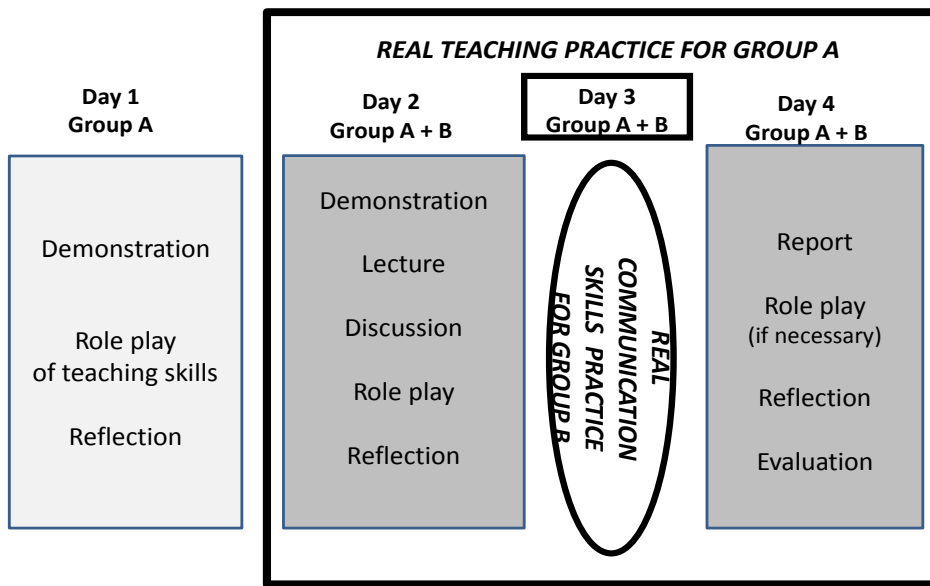 REAL TEACHING PRACTICE FOR GROUP A
Day 1
Group A
Demonstration
Role play
of teaching skills
Reflection
Day 2
Group A + B
Demonstration
Lecture
Discussion
Role play
Reflection
Day 3
Group A + B
REAL
COMMUNICATION
SKILLS PRACTICE
FOR GROUP B
Day 4
Group A + B
Report
Role play
(if necessary)
Reflection
Evaluation